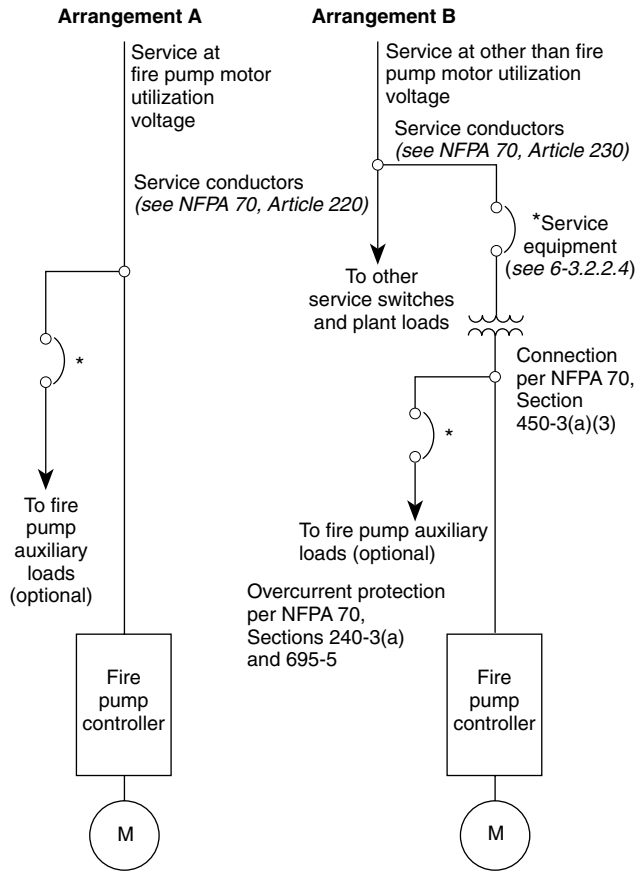 Arrangement A
Service at
fire pump motor
utilization
voltage
Service conductors
(see NFPA 70, Article 220)
*
To fire
pump
auxiliary
loads
(optional)
Fire
pump
controller
M
Arrangement B
Service at other than fire
pump motor utilization
voltage
Service conductors
(see NFPA 70, Article 230)
*Service
equipment
(see 6-3.2.2.4)
To other
service switches
and plant loads
Connection
per NFPA 70,
Section
450-3(a)(3)
*
To fire pump auxiliary
loads (optional)
Overcurrent protection
per NFPA 70,
Sections 240-3(a)
and 695-5
Fire
pump
controller
M